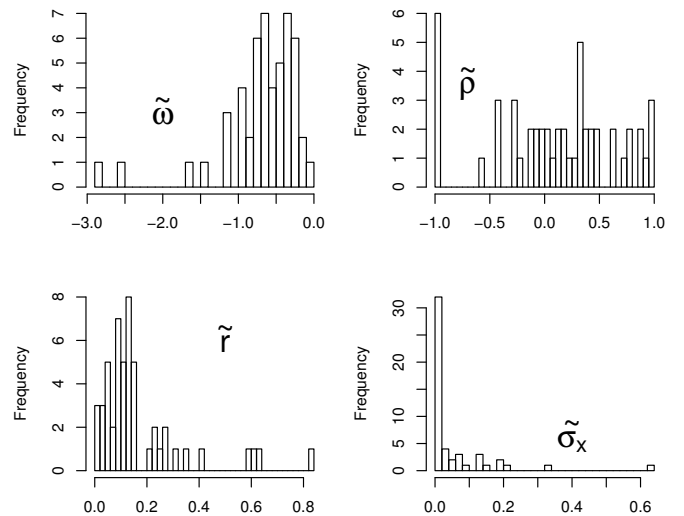 Frequency
0 1 2 3 4 5 6 7
ω̃
−3.0 −2.0 −1.0 0.0
Frequency
0 1 2 3 4 5 6
ρ̃
−1.0 −0.5 0.0 0.5 1.0
Frequency
0 2 4 6 8
r̃
0.0 0.2 0.4 0.6 0.8
Frequency
0 5 10 20 30
σ̃x
0.0 0.2 0.4 0.6